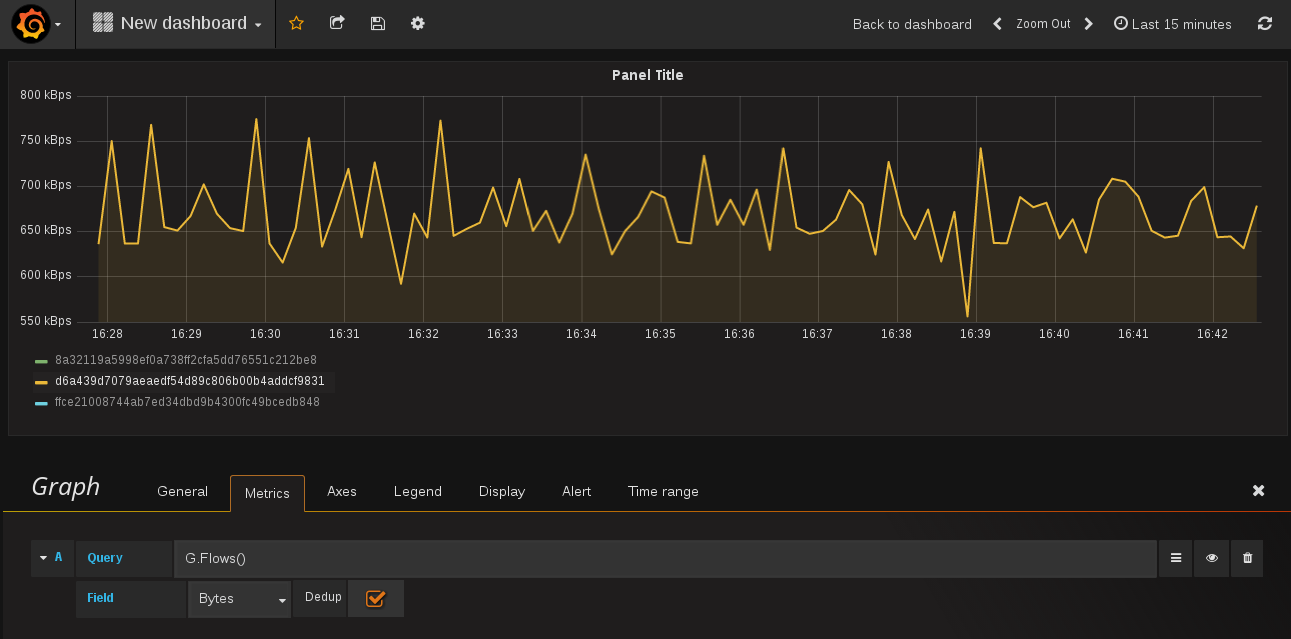 New dashboard Back to dashboard Zoom Out Last 15 minutes
Panel Title
800 kBps
750 kBps
700 kBps
650 kBps
600 kBps
550 kBps
16:28 16:29 16:30 16:31 16:32 16:33 16:34 16:35 16:36 16:37 16:38 16:39 16:40 16:41 16:42
8a32119a5998ef0a738ff2cfa5dd76551c212be8
d6a439d7079aeaedf54d89c806b00b4addcf9831
ffce21008744ab7ed34dbd9b4300fc49bcedb848
Graph General Metrics Axes Legend Display Alert Time range
A Query G.Flows()
Field Bytes Dedup